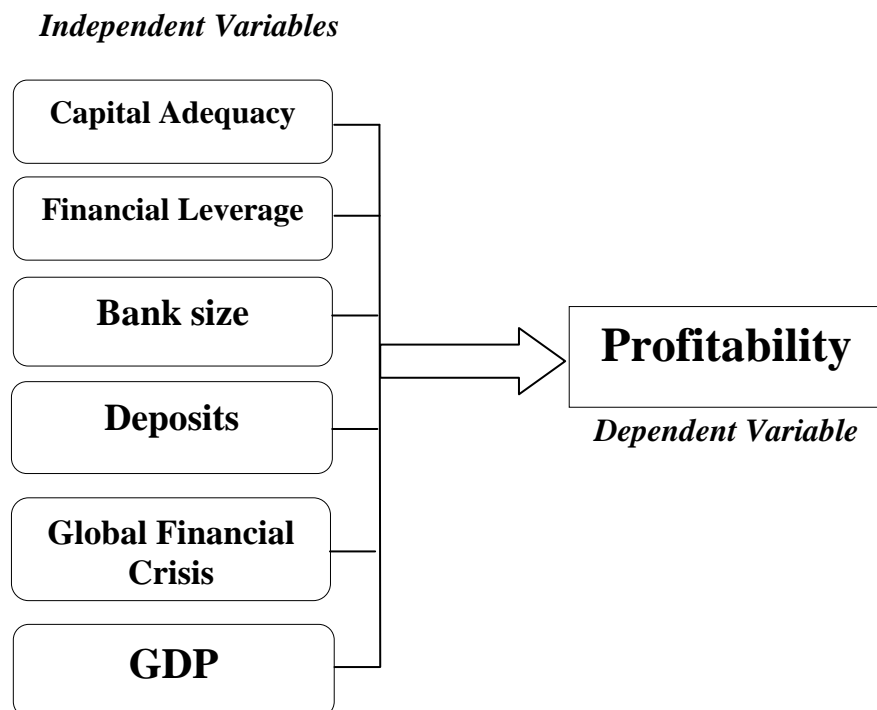 Independent Variables
Capital Adequacy
Financial Leverage
Bank size
Deposits
Global Financial
Crisis
GDP
Profitability
Dependent Variable